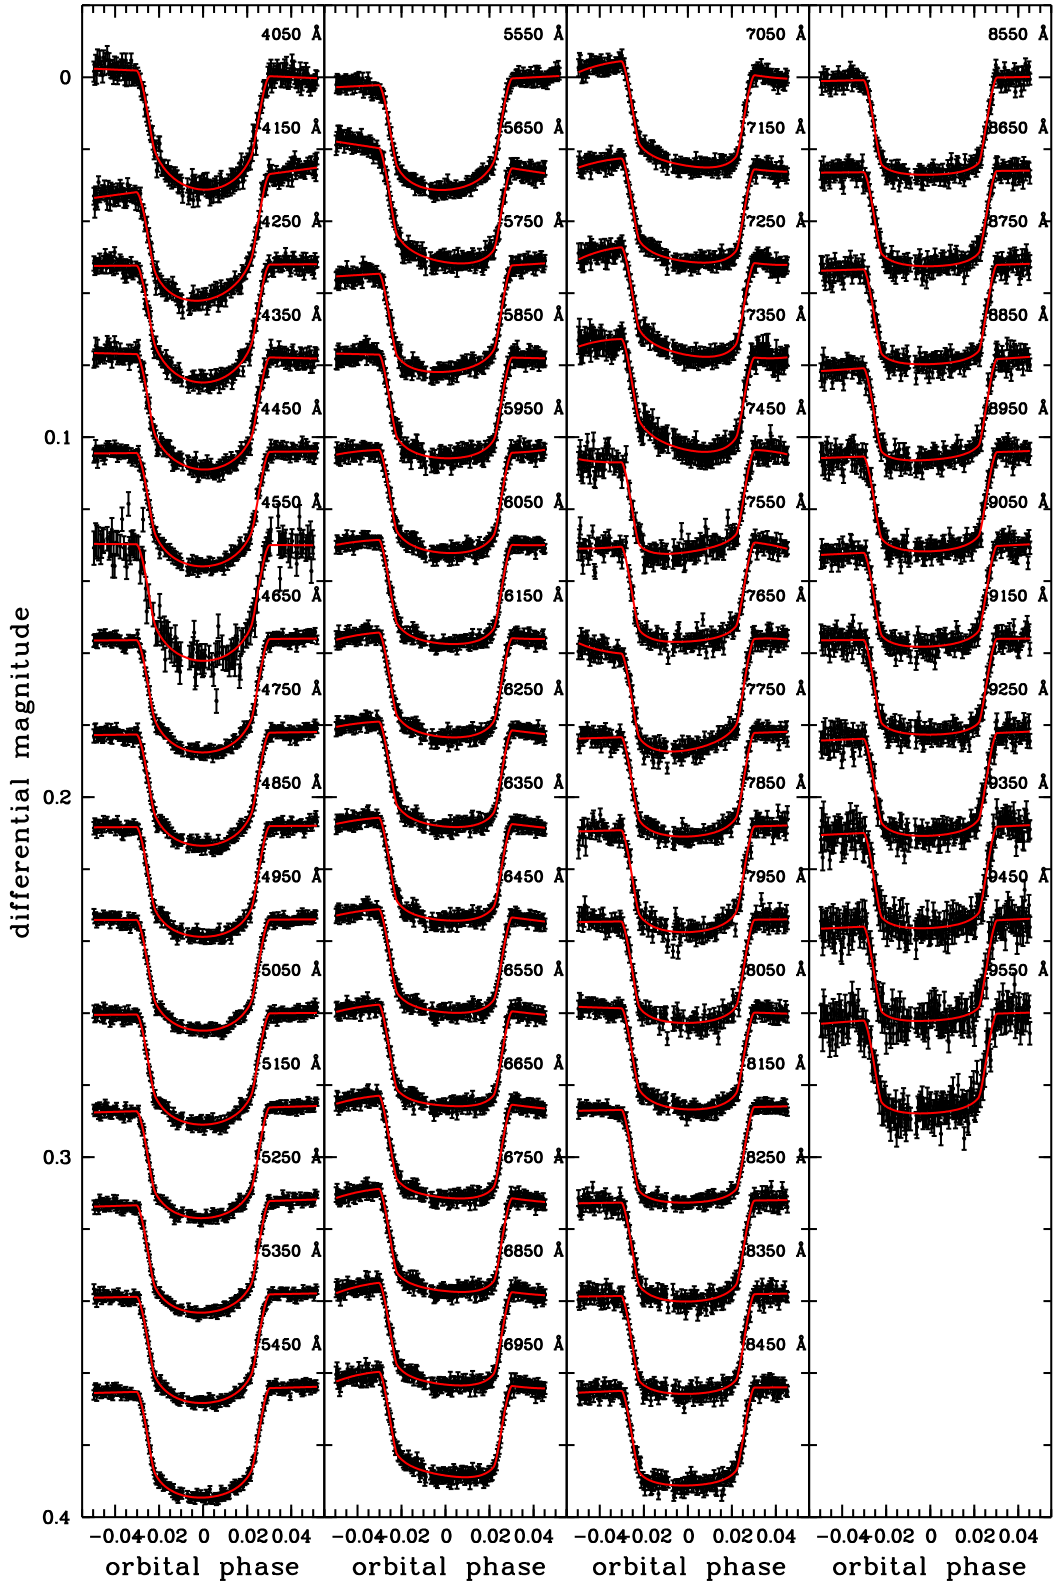 4050 Å 5550 Å 7050 Å 8550 Å
0
4150 Å 5650 Å 7150 Å 8650 Å
4250 Å 5750 Å 7250 Å 8750 Å
4350 Å 5850 Å 7350 Å 8850 Å
4450 Å 5950 Å 7450 Å 8950 Å
0.1
4550 Å 6050 Å 7550 Å 9050 Å
4650 Å 6150 Å 7650 Å 9150 Å
4750 Å 6250 Å 7750 Å 9250 Å
4850 Å 6350 Å 7850 Å 9350 Å
0.2
4950 Å 6450 Å 7950 Å 9450 Å
5050 Å 6550 Å 8050 Å 9550 Å
5150 Å 6650 Å 8150 Å
0.3
5250 Å 6750 Å 8250 Å
5350 Å 6850 Å 8350 Å
5450 Å 6950 Å 8450 Å
0.4
differential magnitude
−0.04 −0.02 0 0.02 0.04 −0.04 −0.02 0 0.02 0.04 −0.04 −0.02 0 0.02 0.04 −0.04 −0.02 0 0.02 0.04
orbital phase orbital phase orbital phase orbital phase